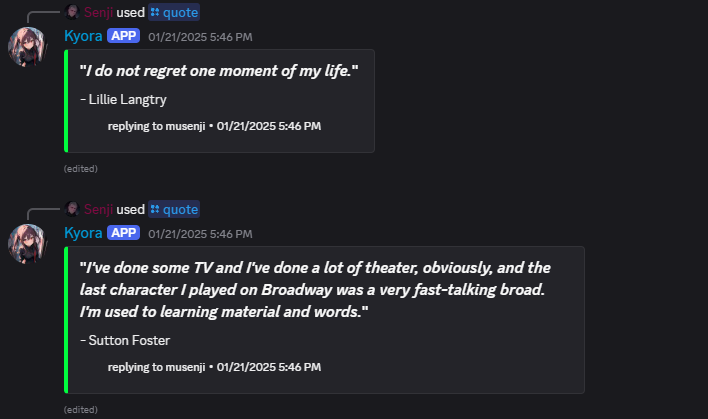 Senji used quote
Kyora APP 01/21/2025 5:46 PM
"I do not regret one moment of my life."
- Lillie Langtry
replying to musenji • 01/21/2025 5:46 PM
(edited)
Senji used quote
Kyora APP 01/21/2025 5:46 PM
"I've done some TV and I've done a lot of theater, obviously, and the
last character I played on Broadway was a very fast-talking broad.
I'm used to learning material and words."
- Sutton Foster
replying to musenji • 01/21/2025 5:46 PM
(edited)